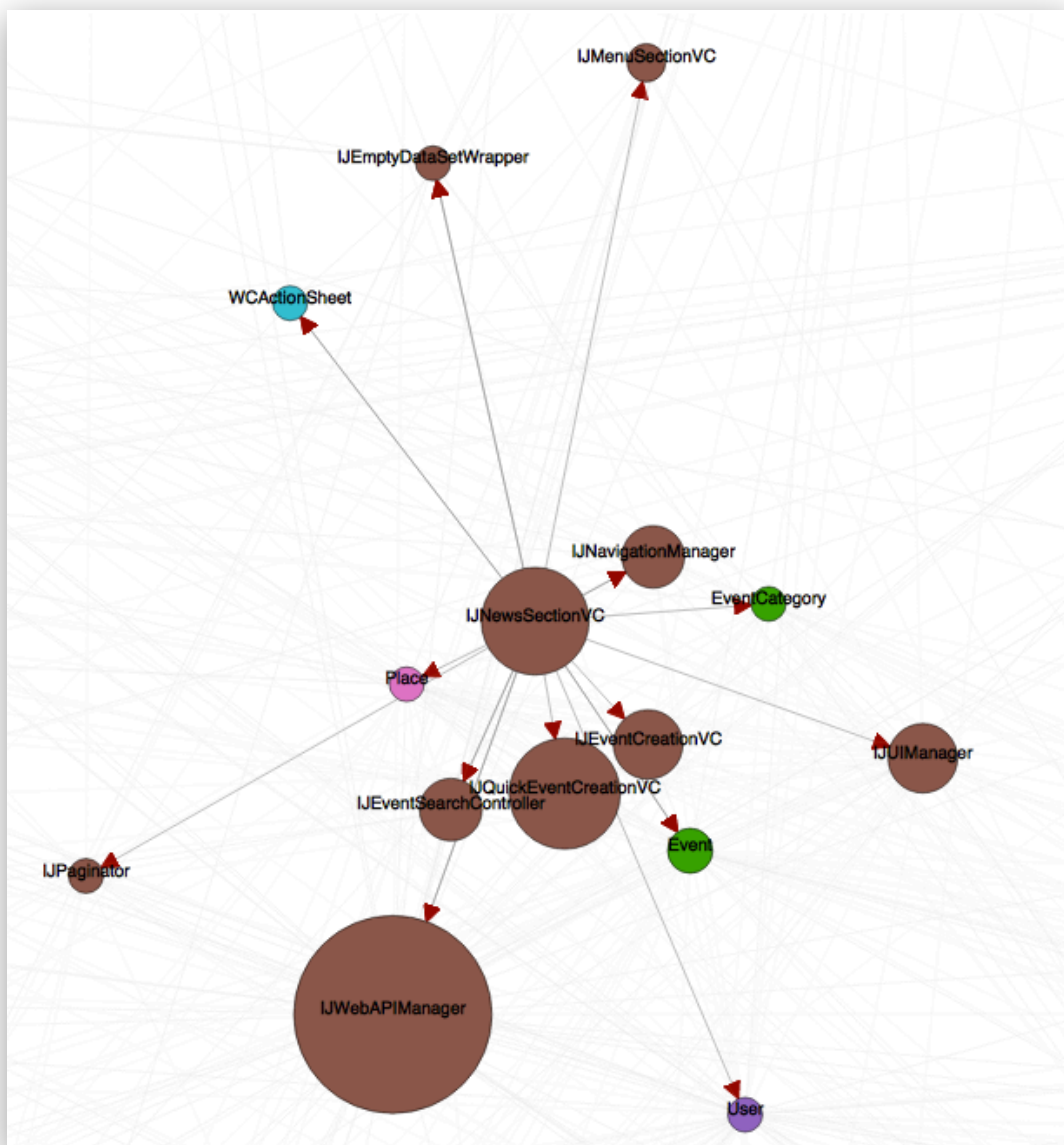 IJMenuSectionVC
IJEmptyDataSetWrapper
WCActionSheet
IJNavigationManager
EventCategory
IJNewsSectionVC
Place
IJEventCreationVC
IJUIManager
IJQuickEventCreationVC
IJEventSearchController
Event
IJPaginator
IJWebAPIManager
User